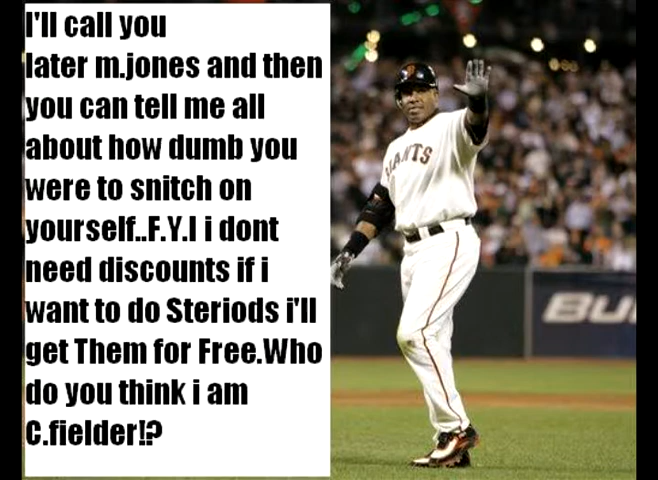 I'll call you
later m.jones and then
you can tell me all
about how dumb you
were to snitch on
yourself..F.Y.I i dont
need discounts if i
want to do Steriods i'll
get Them for Free.Who
do you think i am
C.fielder!?
ANTS
BU